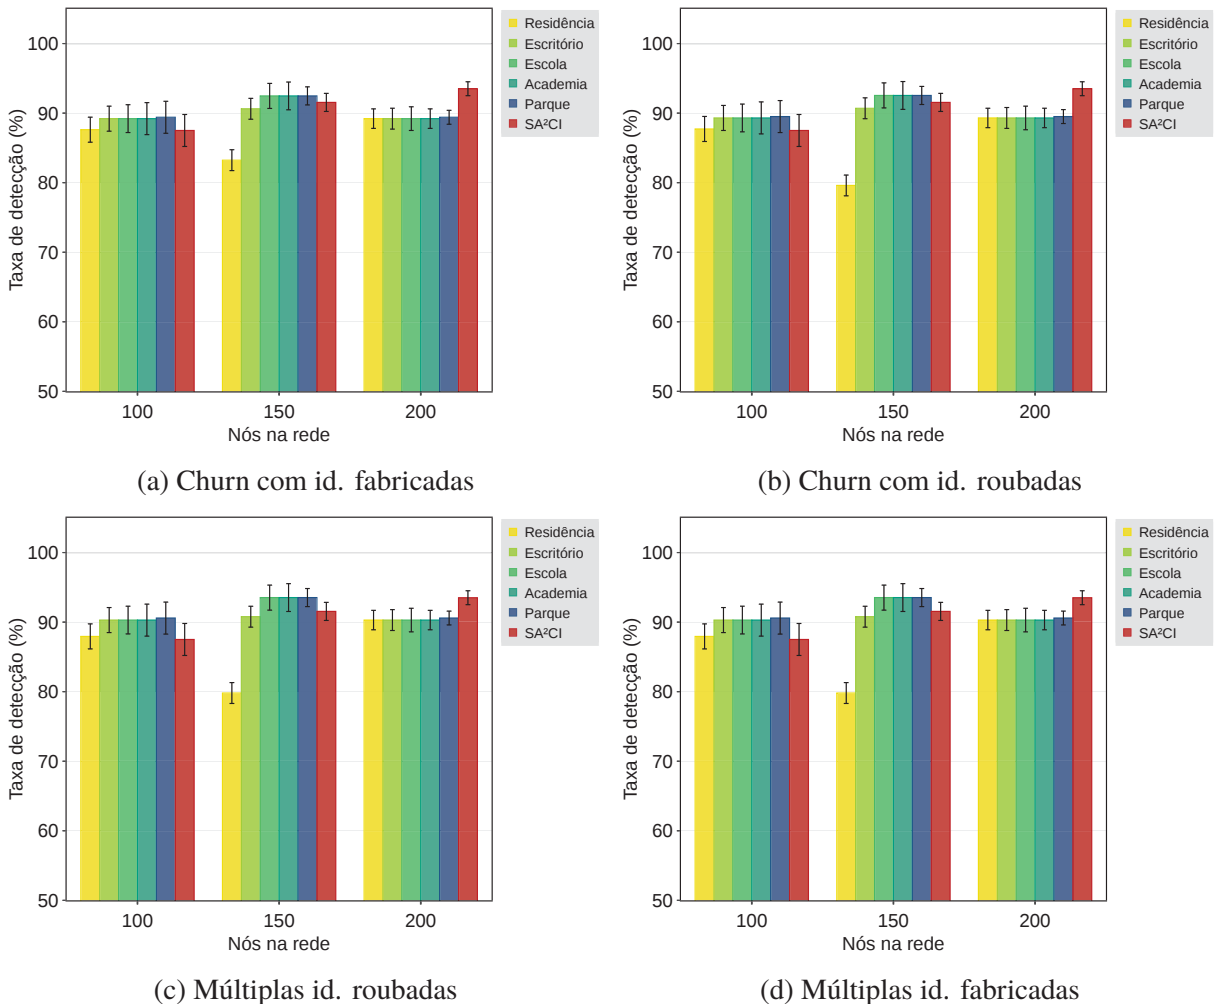 Taxa de detecção (%)
100
90
80
70
60
50
100
150
200
Nós na rede
Residência
Escritório
Escola
Academia
Parque
SA²CI
(a) Churn com id. fabricadas
Taxa de detecção (%)
100
90
80
70
60
50
100
150
200
Nós na rede
Residência
Escritório
Escola
Academia
Parque
SA²CI
(b) Churn com id. roubadas
Taxa de detecção (%)
100
90
80
70
60
50
100
150
200
Nós na rede
Residência
Escritório
Escola
Academia
Parque
SA²CI
(c) Múltiplas id. roubadas
Taxa de detecção (%)
100
90
80
70
60
50
100
150
200
Nós na rede
Residência
Escritório
Escola
Academia
Parque
SA²CI
(d) Múltiplas id. fabricadas